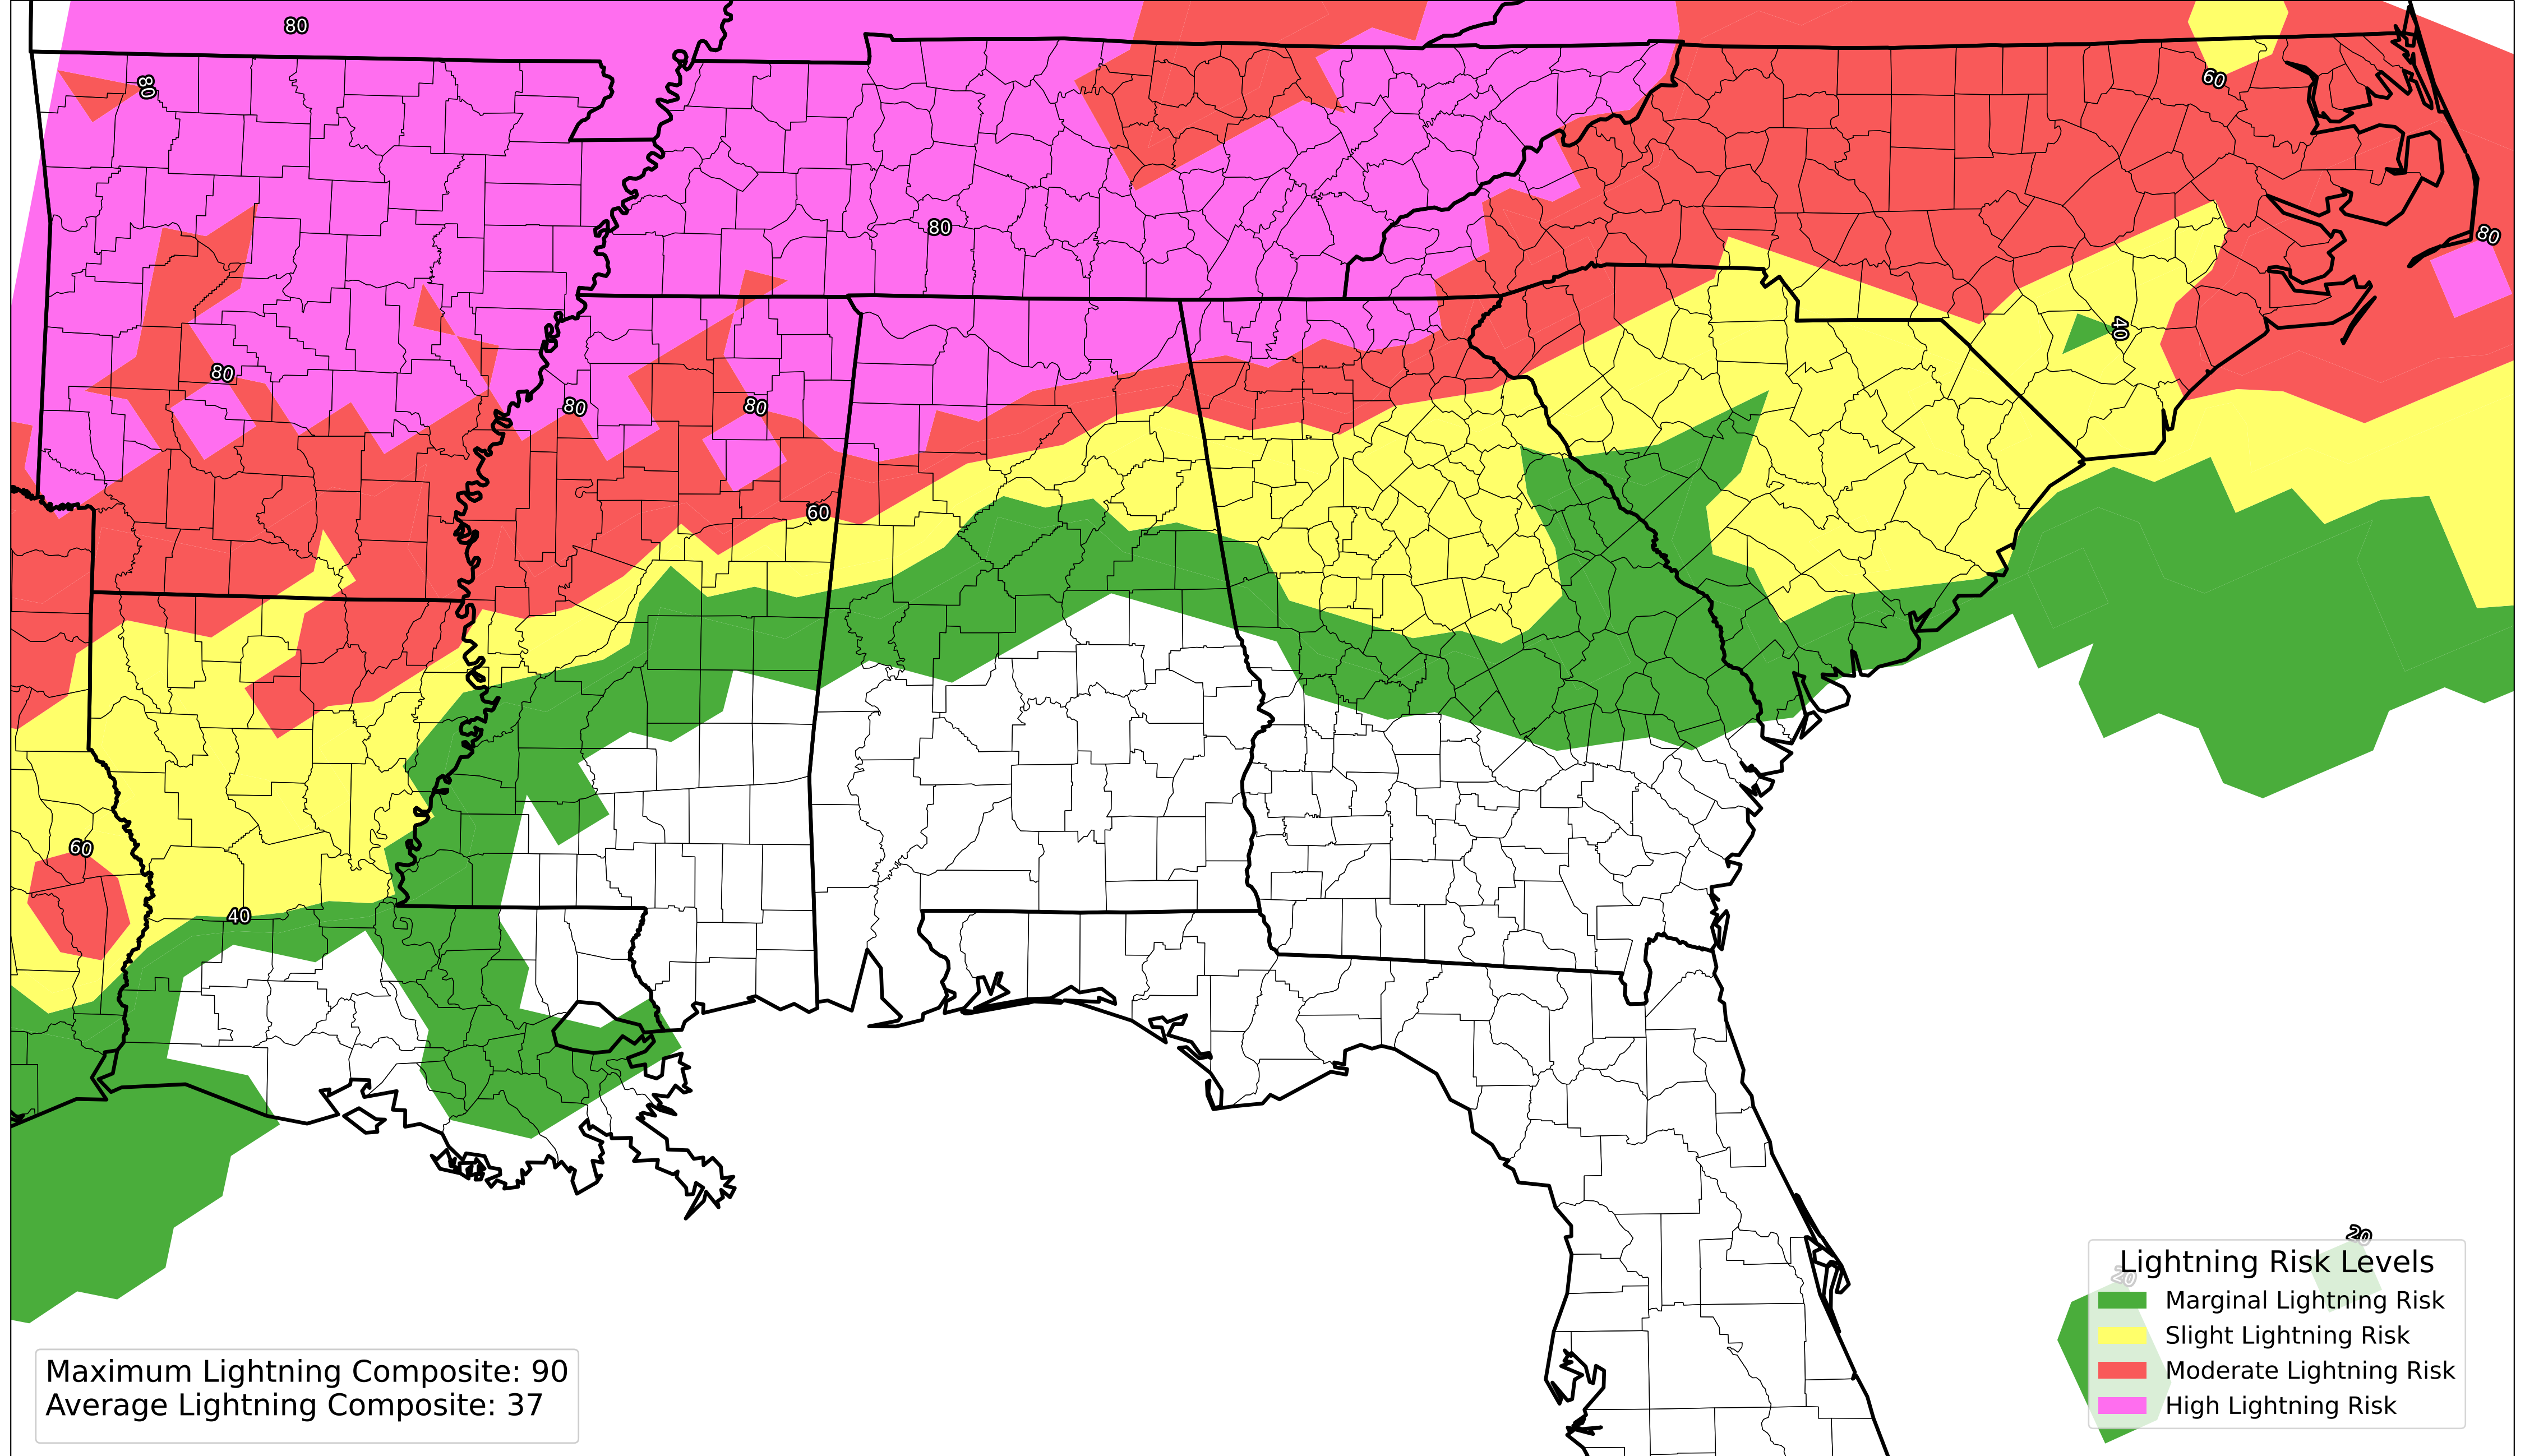 80
80
60
80
80
80
40
80
80
60
60
40
20
20
Lightning Risk Levels
Marginal Lightning Risk
Slight Lightning Risk
Moderate Lightning Risk
High Lightning Risk
Maximum Lightning Composite: 90
Average Lightning Composite: 37